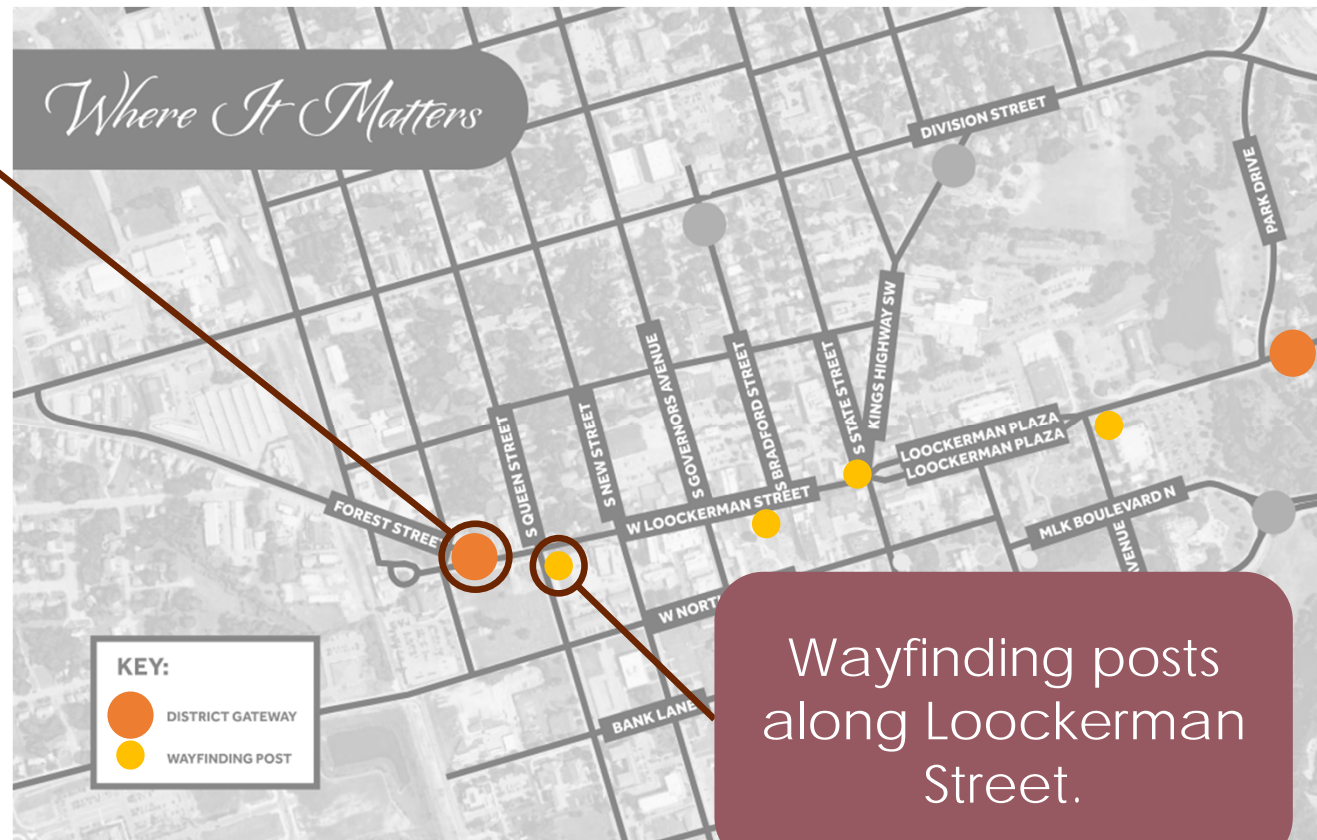 Where It Matters
DIVISION STREET
PARK DRIVE
KINGS HIGHWAY SW
S STATE STREET
S BRADFORD STREET
S GOVERNORS AVENUE
S NEW STREET
S QUEEN STREET
LOOCKERMAN PLAZA
LOOCKERMAN PLAZA
W LOOCKERMAN STREET
MLK BOULEVARD N
FOREST STREE
VENUE
W NORT
BANK LANE
KEY:
DISTRICT GATEWAY
WAYFINDING POST
Wayfinding posts
along Loockerman
Street.